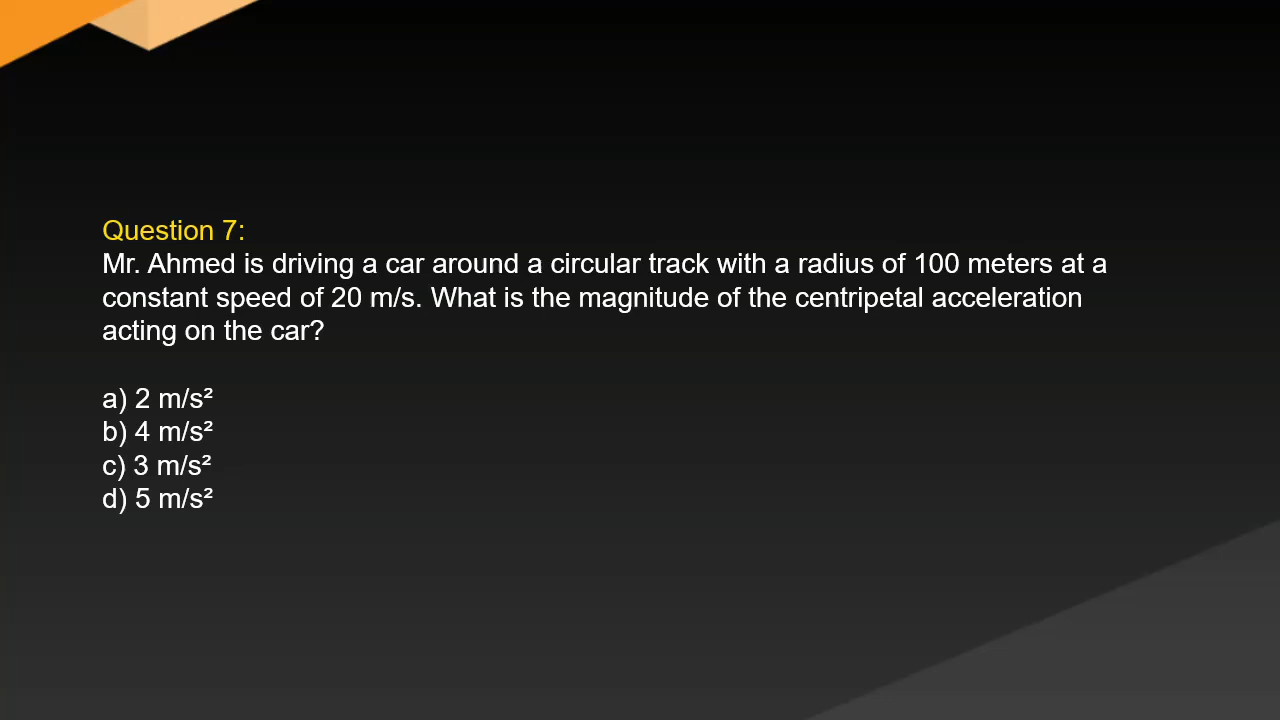 Question 7:
Mr. Ahmed is driving a car around a circular track with a radius of 100 meters at a
constant speed of 20 m/s. What is the magnitude of the centripetal acceleration
acting on the car?
a) 2 m/s²
b) 4 m/s²
c) 3 m/s²
d) 5 m/s²